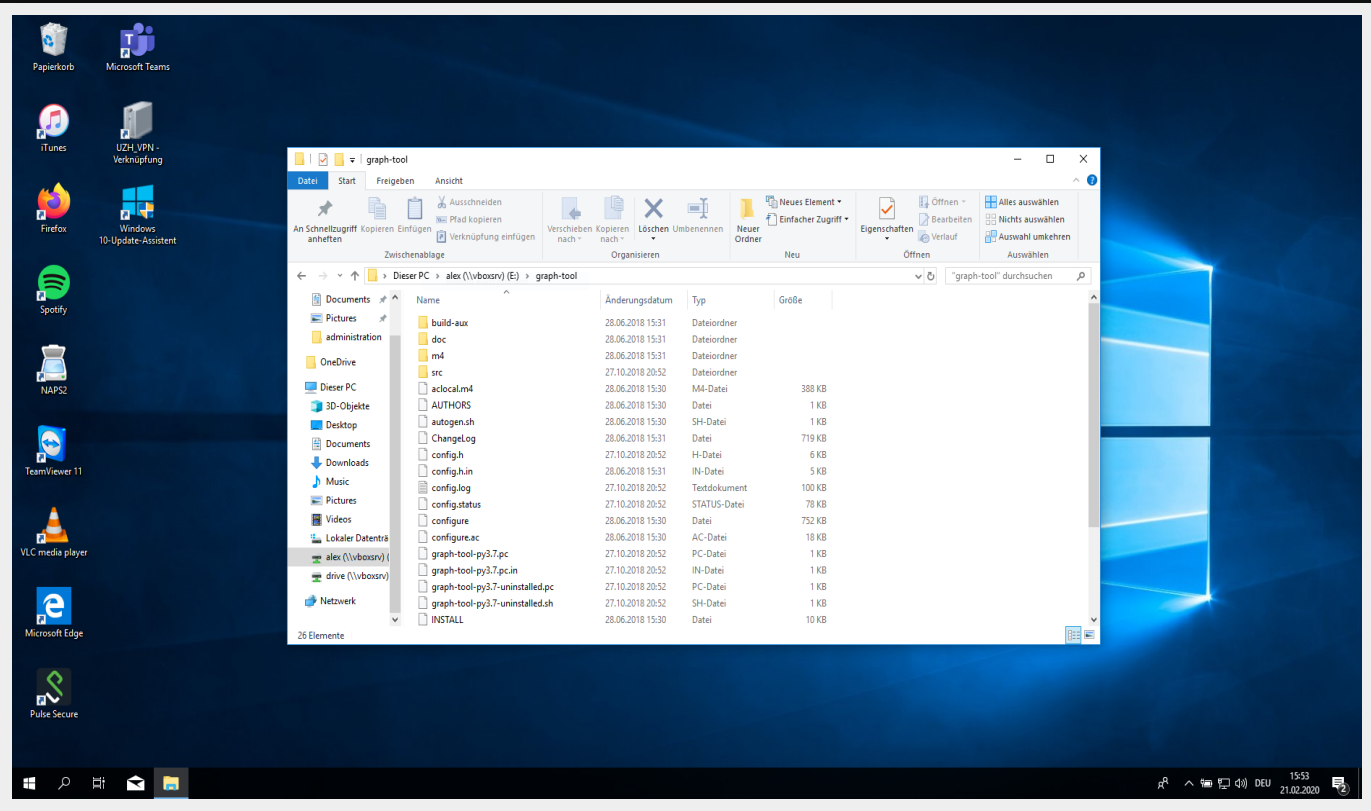 Papierkorb
Microsoft Teams
iTunes
UZH_VPN -
Verknüpfung
Firefox
Windows
10-Update-Assistent
Spotify
NAPS2
TeamViewer 11
VLC media player
Microsoft Edge
Pulse Secure
graph-tool
Datei Start Freigeben Ansicht
An Schnellzugriff
anheften
Kopieren
Einfügen
Ausschneiden
Pfad kopieren
Verknüpfung einfügen
Zwischenablage
Verschieben
nach
Kopieren
nach
Löschen
Umbenennen
Organisieren
Neuer
Ordner
Neues Element
Einfacher Zugriff
Neu
Eigenschaften
Öffnen
Bearbeiten
Verlauf
Öffnen
Alles auswählen
Nichts auswählen
Auswahl umkehren
Auswählen
Dieser PC > alex (\\vboxsrv) (E:) > graph-tool
"graph-tool" durchsuchen
Documents
Pictures
administration
OneDrive
Dieser PC
3D-Objekte
Desktop
Documents
Downloads
Music
Pictures
Videos
Lokaler Datenträ
alex (\\vboxsrv) (
drive (\\vboxsrv)
Netzwerk
Name Änderungsdatum Typ Größe
build-aux 28.06.2018 15:31 Dateiordner
doc 28.06.2018 15:31 Dateiordner
m4 28.06.2018 15:31 Dateiordner
src 27.10.2018 20:52 Dateiordner
aclocal.m4 28.06.2018 15:30 M4-Datei 388 KB
AUTHORS 28.06.2018 15:30 Datei 1 KB
autogen.sh 28.06.2018 15:30 SH-Datei 1 KB
ChangeLog 28.06.2018 15:31 Datei 719 KB
config.h 27.10.2018 20:52 H-Datei 6 KB
config.h.in 28.06.2018 15:31 IN-Datei 5 KB
config.log 27.10.2018 20:52 Textdokument 100 KB
config.status 27.10.2018 20:52 STATUS-Datei 78 KB
configure 28.06.2018 15:30 Datei 752 KB
configure.ac 28.06.2018 15:30 AC-Datei 18 KB
graph-tool-py3.7.pc 27.10.2018 20:52 PC-Datei 1 KB
graph-tool-py3.7.pc.in 27.10.2018 20:52 IN-Datei 1 KB
graph-tool-py3.7-uninstalled.pc 27.10.2018 20:52 PC-Datei 1 KB
graph-tool-py3.7-uninstalled.sh 27.10.2018 20:52 SH-Datei 1 KB
INSTALL 28.06.2018 15:30 Datei 10 KB
26 Elemente
DEU
15:53
21.02.2020
2